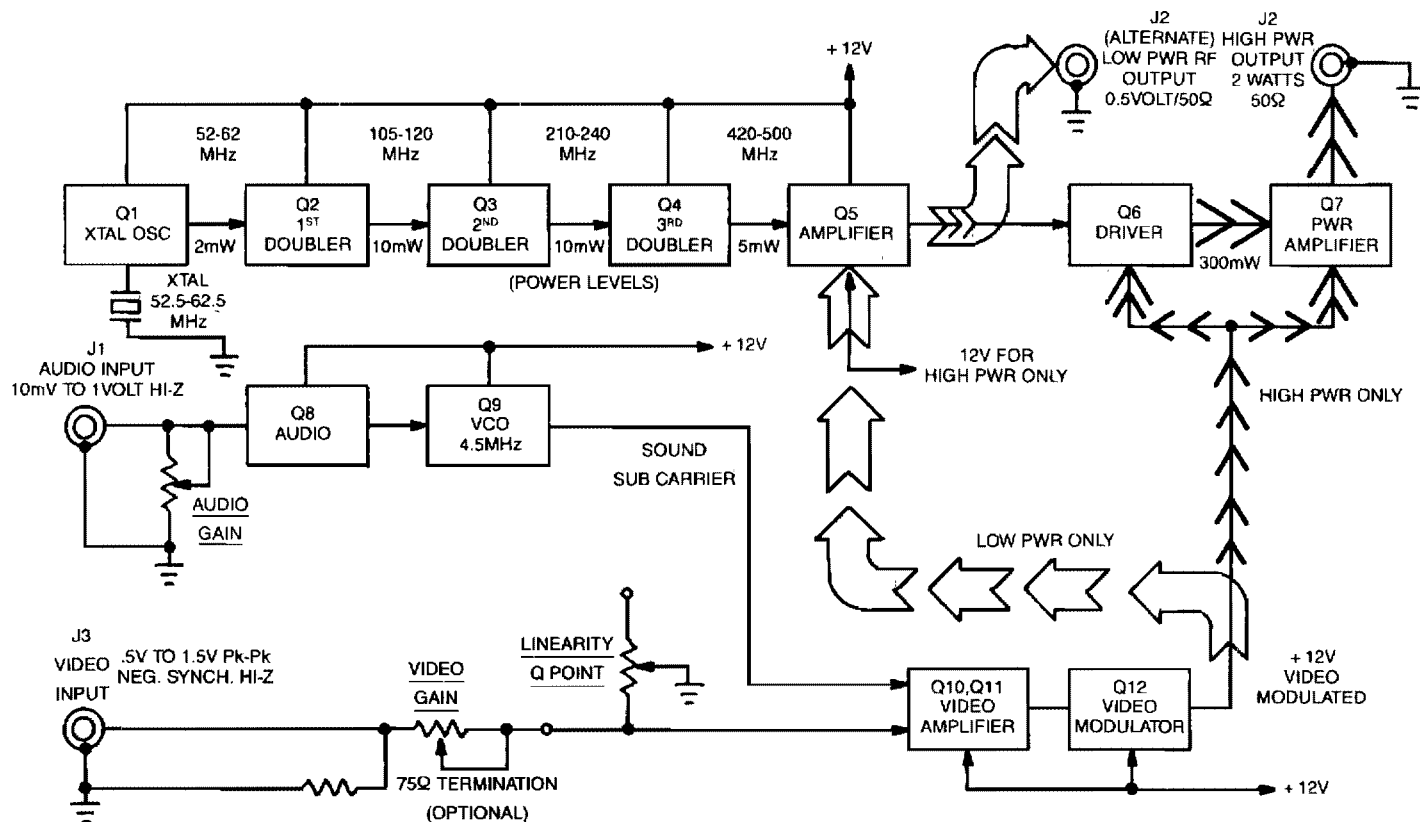 + 12V
J2
(ALTERNATE)
LOW PWR RF
OUTPUT
0.5VOLT/50Ω
J2
HIGH PWR
OUTPUT
2 WATTS
50Ω
52-62
MHz
105-120
MHz
210-240
MHz
420-500
MHz
Q1
XTAL OSC
2mW
Q2
1ST
DOUBLER
10mW
Q3
2ND
DOUBLER
10mW
Q4
3RD
DOUBLER
5mW
Q5
AMPLIFIER
Q6
DRIVER
300mW
Q7
PWR
AMPLIFIER
(POWER LEVELS)
XTAL
52.5-62.5
MHz
J1
AUDIO INPUT
10mV TO 1VOLT HI-Z
+ 12V
12V FOR
HIGH PWR ONLY
HIGH PWR ONLY
Q8
AUDIO
Q9
VCO
4.5MHz
SOUND
SUB CARRIER
AUDIO
GAIN
LOW PWR ONLY
J3
VIDEO
INPUT
.5V TO 1.5V Pk-Pk
NEG. SYNCH. HI-Z
VIDEO
GAIN
LINEARITY
Q POINT
+ 12V
VIDEO
MODULATED
Q10,Q11
VIDEO
AMPLIFIER
Q12
VIDEO
MODULATOR
75Ω TERMINATION
(OPTIONAL)
+ 12V